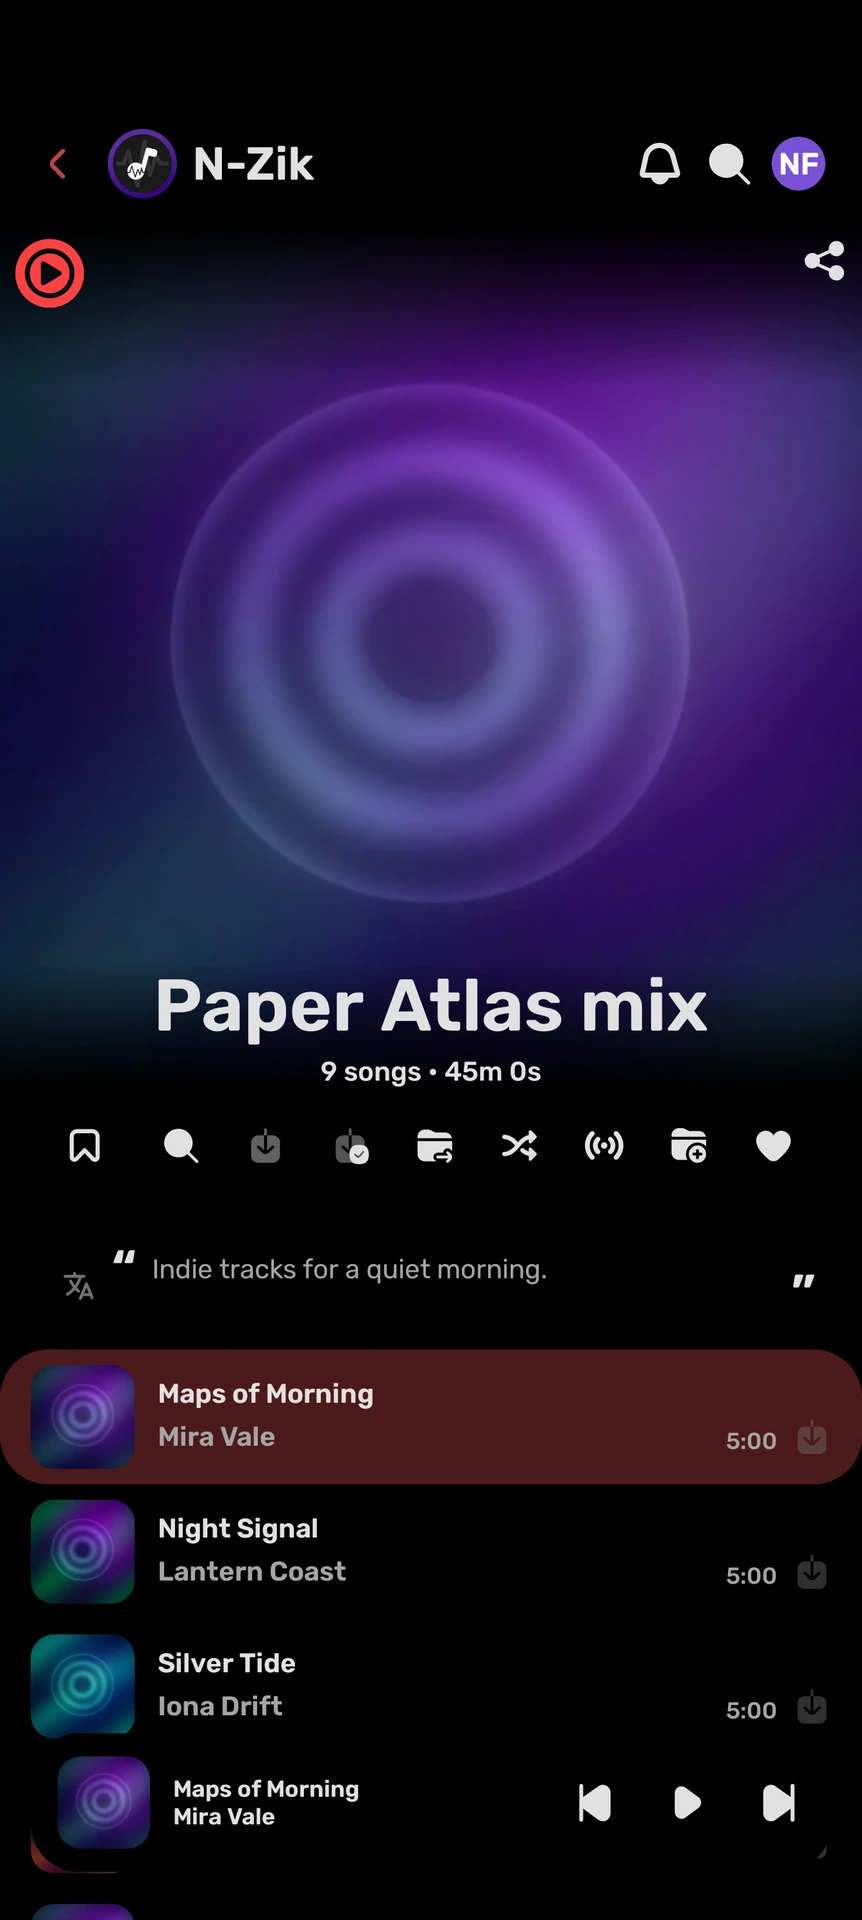 N-Zik
NF
Paper Atlas mix
9 songs • 45m 0s
“ Indie tracks for a quiet morning. ”
Maps of Morning
Mira Vale
5:00
Night Signal
Lantern Coast
5:00
Silver Tide
Iona Drift
5:00
Maps of Morning
Mira Vale